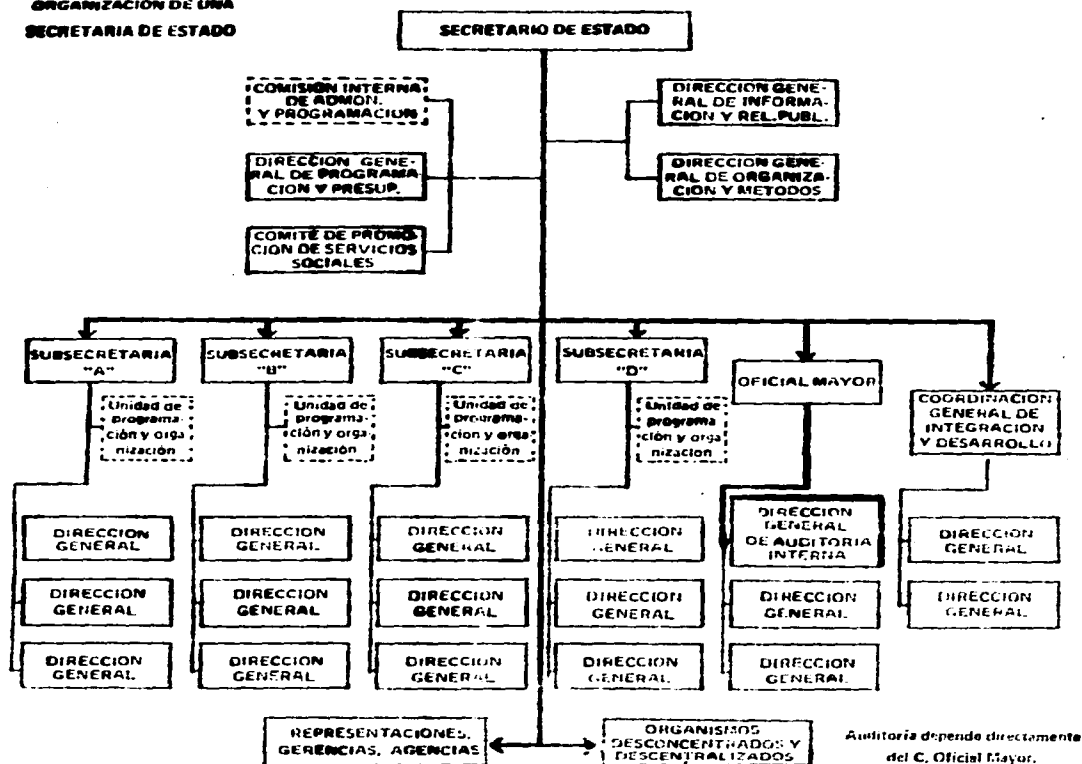 ORGANIZACION DE UNA
SECRETARIA DE ESTADO
SECRETARIO DE ESTADO
COMISION INTERNA
DE ADMON.
Y PROGRAMACION
DIRECCION GENE-
RAL DE INFORMA-
CION Y REL.PUBL.
DIRECCION GENE-
RAL DE PROGRAMA
CION Y PRESUP.
DIRECCION GENE-
RAL DE ORGANIZA-
CION Y METODOS
COMITE DE PROMO-
CION DE SERVICIOS
SOCIALES
SUBSECRETARIA
"A"
SUBSECRETARIA
"B"
SUBSECRETARIA
"C"
SUBSECRETARIA
"D"
OFICIAL MAYOR
COORDINACION
GENERAL DE
INTEGRACION
Y DESARROLLO
Unidad de
programa-
ción y orga
nización
Unidad de
programa-
ción y orga
nización
Unidad de
programa-
cion y orga
nización
Unidad de
programa
ción y orga
nizacion
DIRECCION
GENERAL
DIRECCION
GENERAL
DIRECCION
GENERAL
DIRECCION
GENERAL
DIRECCION
GENERAL
DE AUDITORIA
INTERNA
DIRECCION
GENERAL
DIRECCION
GENERAL
DIRECCION
GENERAL
DIRECCION
GENERAL
DIRECCION
GENERAL
DIRECCION
GENERAL
DIRECCION
GENERAL
DIRECCION
GENERAL
DIRECCION
GENERAL
DIRECCION
GENERAL
DIRECCION
GENERAL
DIRECCION
GENERAL
REPRESENTACIONES,
GERENCIAS, AGENCIAS
ORGANISMOS
DESCONCENTRADOS Y
DESCENTRALIZADOS
Auditoría depende directamente
del C. Oficial Mayor.